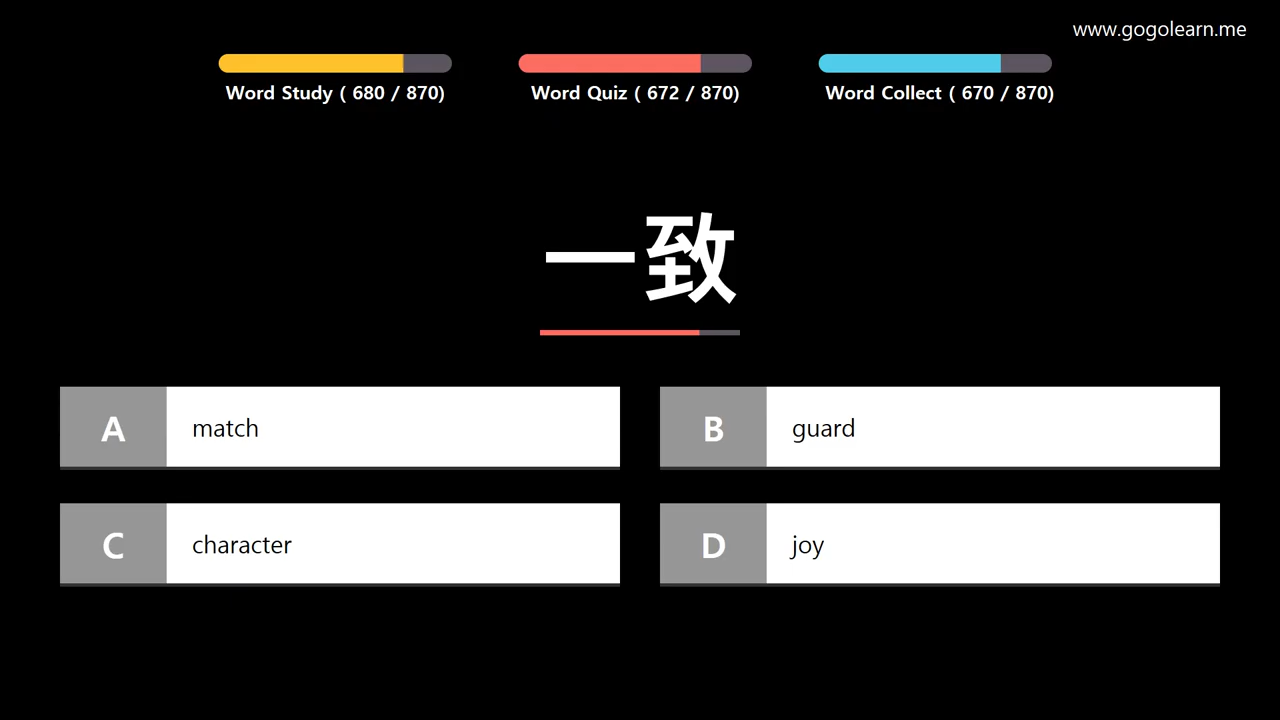 www.gogolearn.me
Word Study ( 680 / 870)
Word Quiz ( 672 / 870)
Word Collect ( 670 / 870)
一致
A match
B guard
C character
D joy